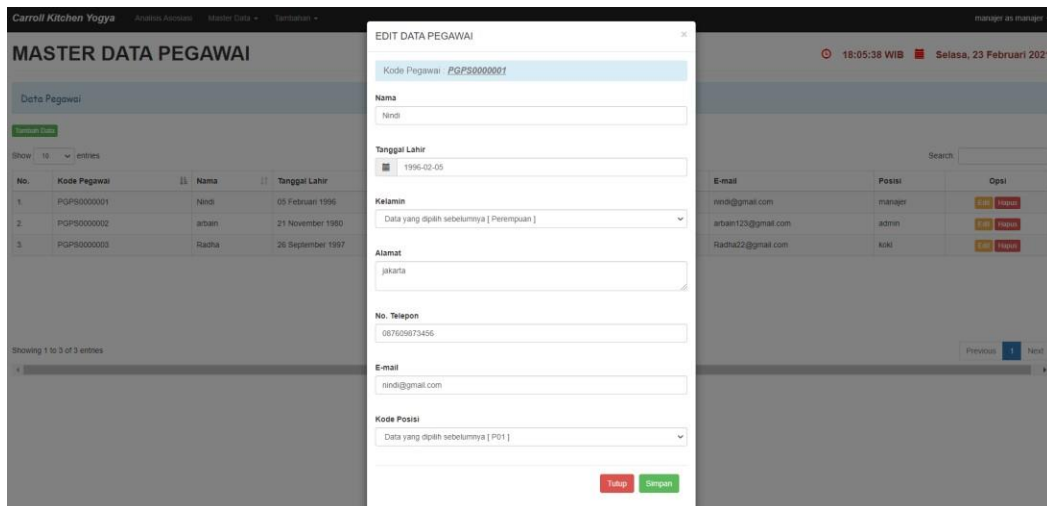 Carroll Kitchen Yogya Analisis Asosiasi Master Data Tambahan manajer as manajer
MASTER DATA PEGAWAI
18:05:38 WIB Selasa, 23 Februari 202
Data Pegawai
Tambah Data
Show 10 entries
Search:
No. Kode Pegawai Nama Tanggal Lahir E-mail Posisi Opsi
1. PGPS0000001 Nindi 05 Februari 1996 nindi@gmail.com manajer Edit Hapus
2. PGPS0000002 arbain 21 November 1980 arbain123@gmail.com admin Edit Hapus
3. PGPS0000003 Radha 26 September 1997 Radha22@gmail.com koki Edit Hapus
Showing 1 to 3 of 3 entries
Previous 1 Next
EDIT DATA PEGAWAI ×
Kode Pegawai : PGPS0000001
Nama
Nindi
Tanggal Lahir
1996-02-05
Kelamin
Data yang dipilih sebelumnya [ Perempuan ]
Alamat
jakarta
No. Telepon
087609873456
E-mail
nindi@gmail.com
Kode Posisi
Data yang dipilih sebelumnya [ P01 ]
Tutup Simpan